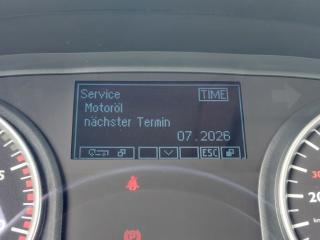 Service TIME
Motoröl
nächster Termin
07.2026
ESC